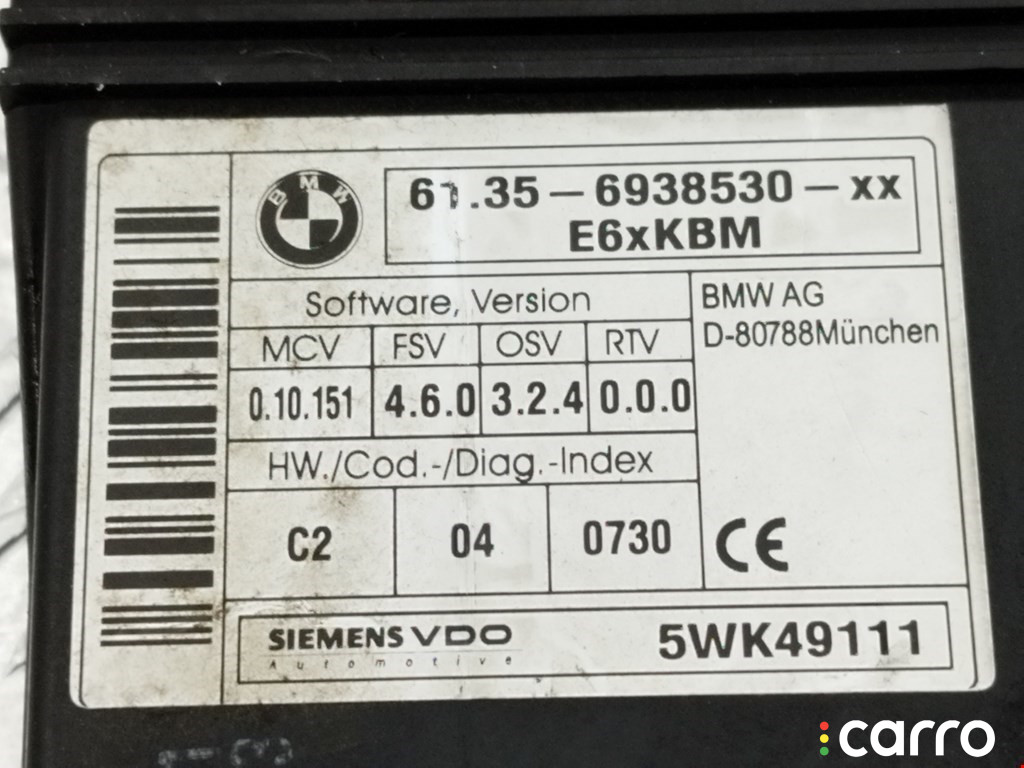 BMW
61.35-6938530-xx
E6xKBM
Software, Version
MCV FSV OSV RTV
0.10.151 4.6.0 3.2.4 0.0.0
BMW AG
D-80788München
HW./Cod.-/Diag.-Index
C2 04 0730
CE
SIEMENS VDO
Automotive
5WK49111
carro